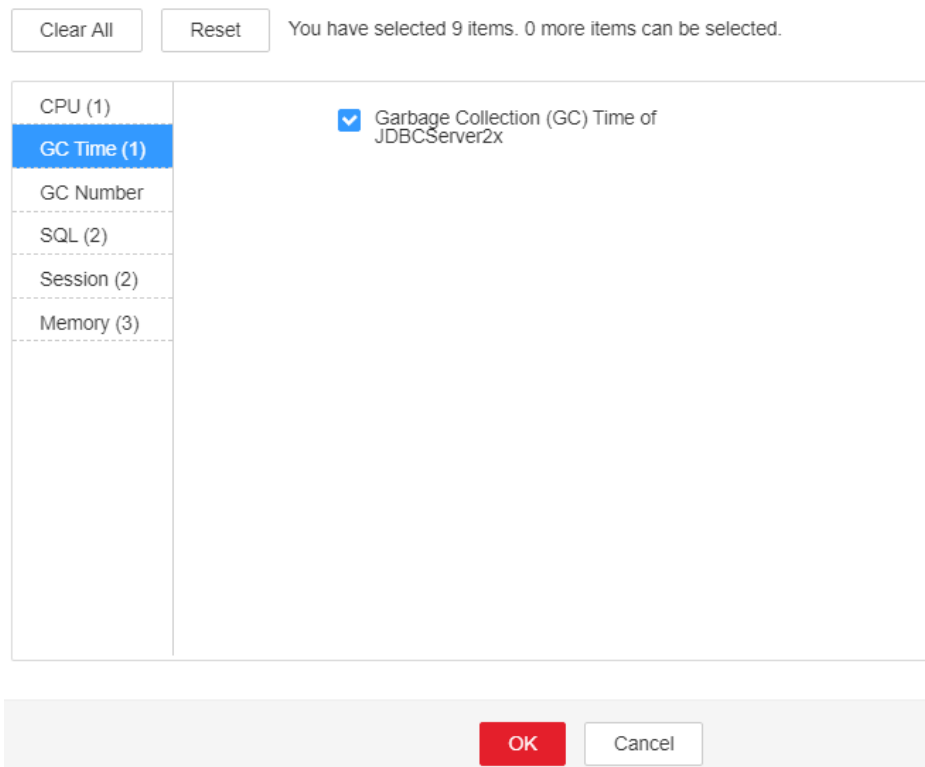 Clear All
Reset
You have selected 9 items. 0 more items can be selected.
CPU (1)
GC Time (1)
GC Number
SQL (2)
Session (2)
Memory (3)
Garbage Collection (GC) Time of
JDBCServer2x
OK
Cancel